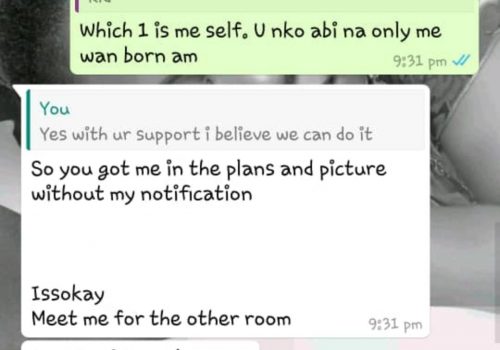 Which 1 is me self. U nko abi na only me
wan born am
9:31 pm
You
Yes with ur support i believe we can do it
So you got me in the plans and picture
without my notification
Issokay
Meet me for the other room
9:31 pm